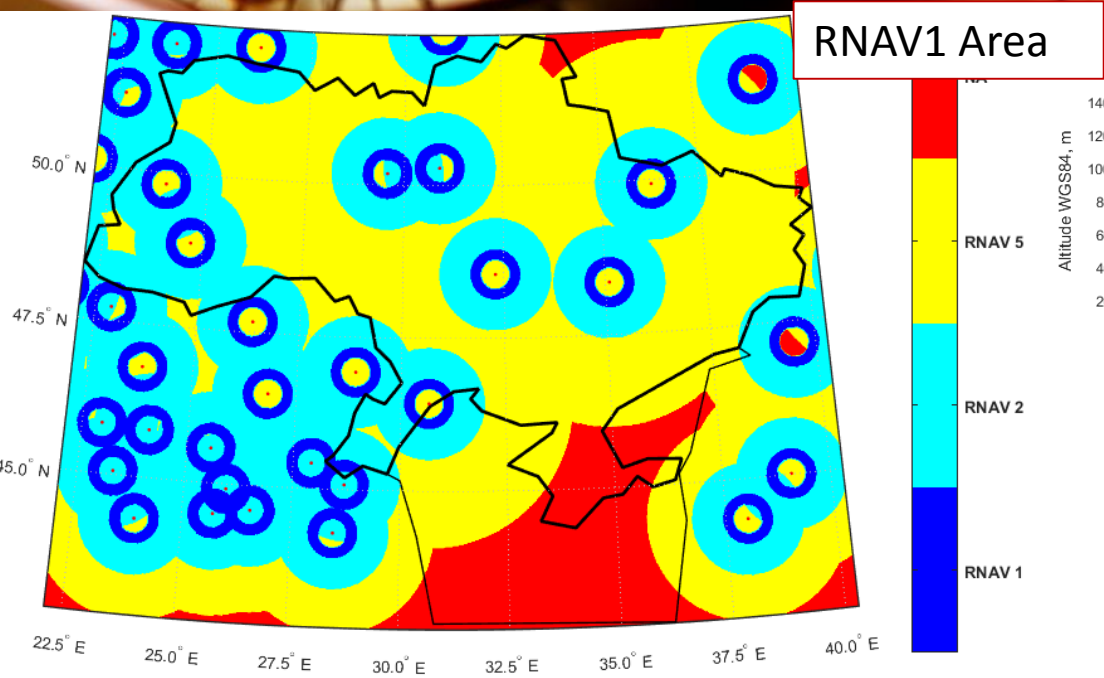 RNAV1 Area
50.0° N
47.5° N
45.0° N
22.5° E
25.0° E
27.5° E
30.0° E
32.5° E
35.0° E
37.5° E
40.0° E
RNAV 5
RNAV 2
RNAV 1
Altitude WGS84, m